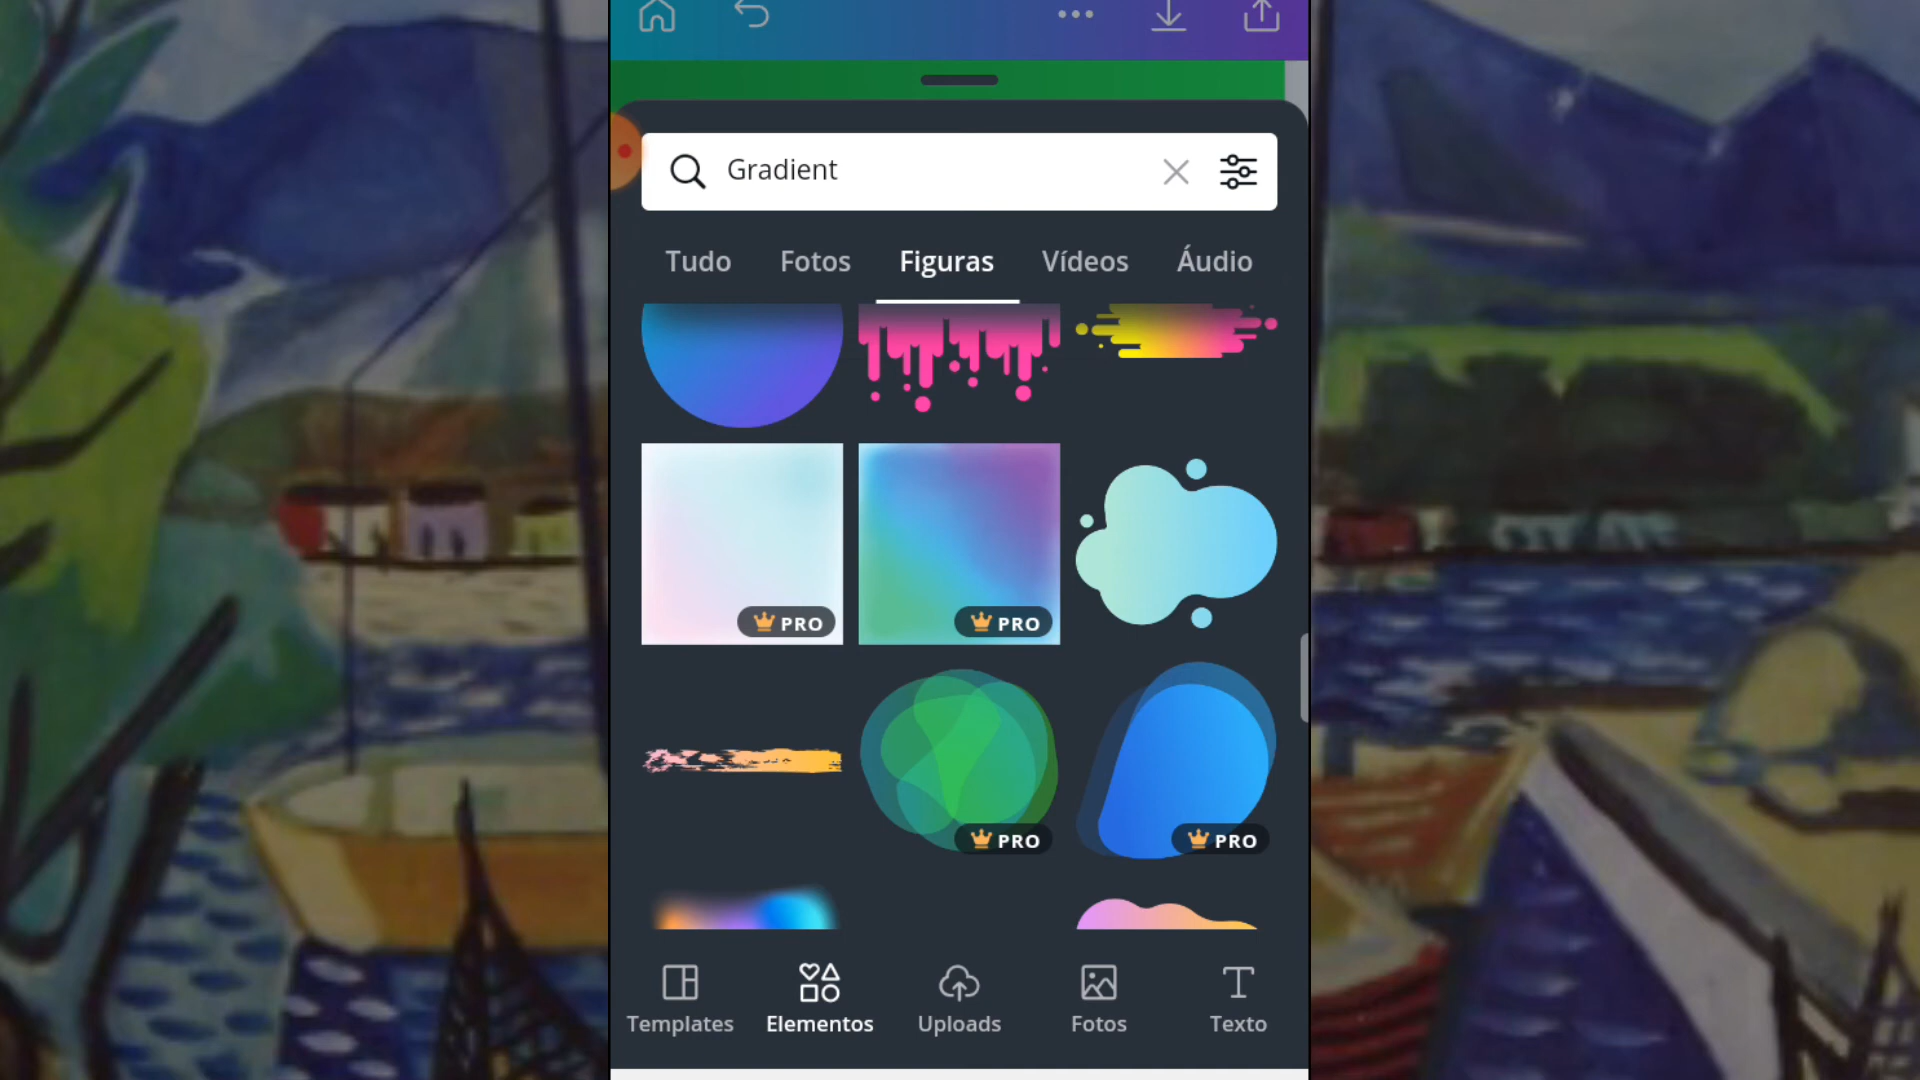 Gradient
Tudo Fotos Figuras Vídeos Áudio
PRO PRO
PRO PRO
Templates Elementos Uploads Fotos Texto